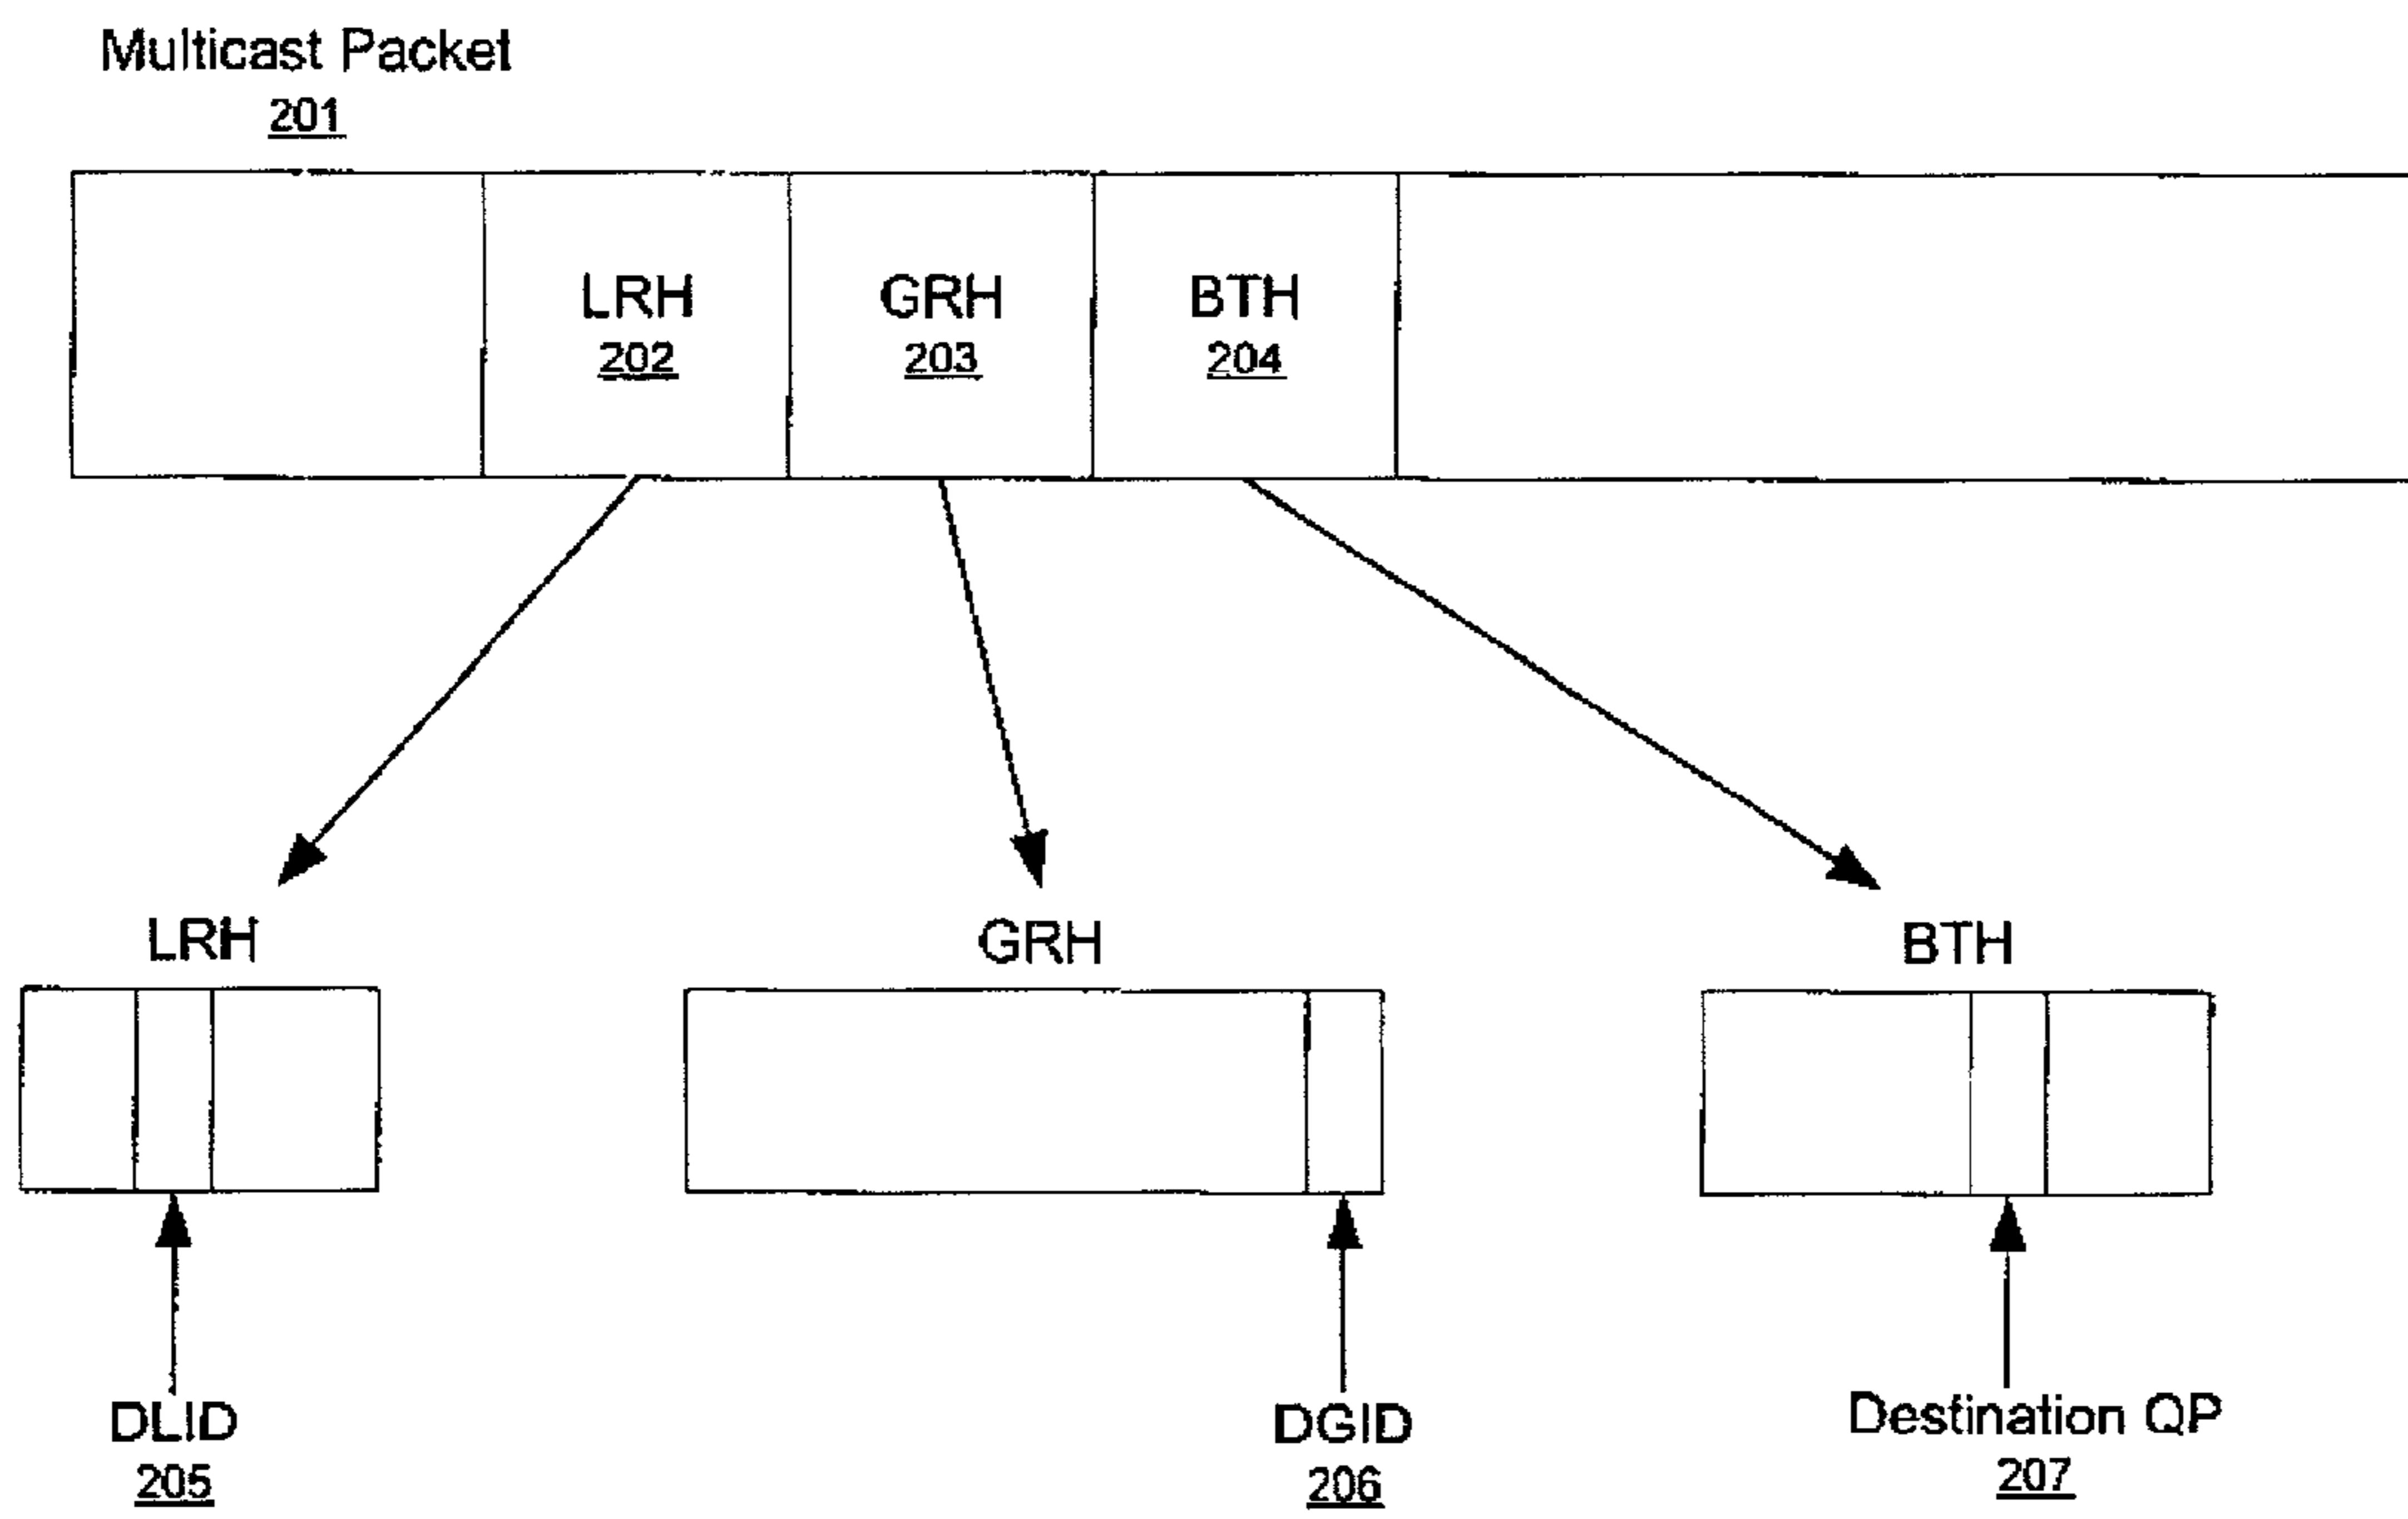 Multicast Packet
201
LRH
202
GRH
203
BTH
204
LRH
GRH
BTH
DLID
205
DGID
206
Destination QP
207